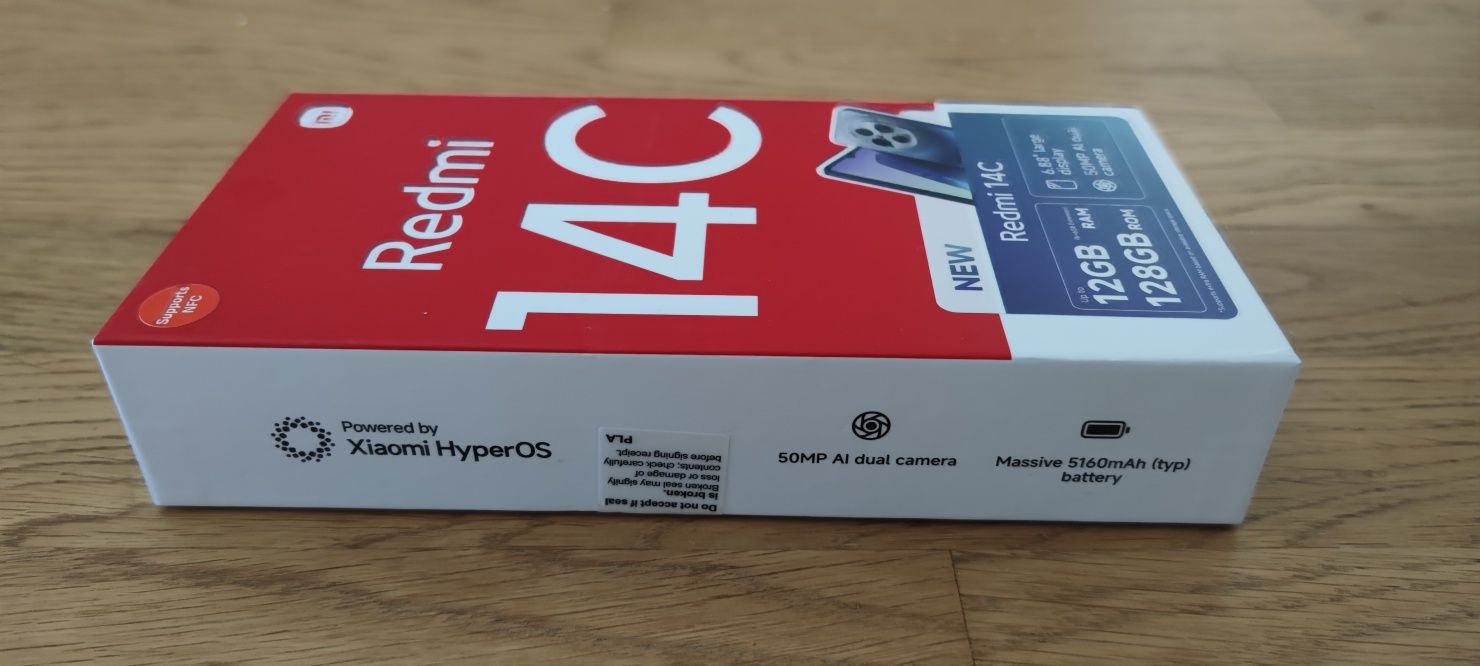 Redmi
14C
Supports
NFC
NEW
Redmi 14C
6.88" large
display
50MP AI dual
camera
Up to
12GB RAM
128GB ROM
Powered by
Xiaomi HyperOS
Do not accept if seal
is broken.
Broken seal may signify
loss or damage of
contents; check carefully
before signing receipt.
PLA
50MP AI dual camera
Massive 5160mAh (typ)
battery